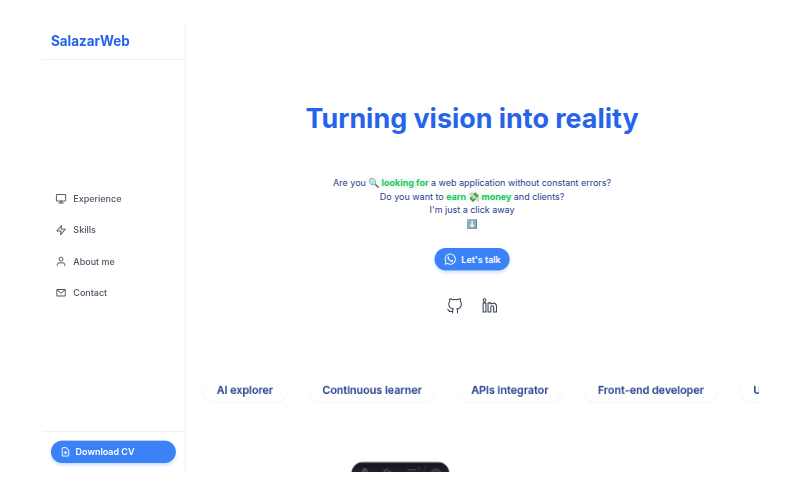 SalazarWeb
Experience
Skills
About me
Contact
Download CV
Turning vision into reality
Are you 🔍 looking for a web application without constant errors?
Do you want to earn 💸 money and clients?
I'm just a click away
⬇️
Let's talk
AI explorer
Continuous learner
APIs integrator
Front-end developer